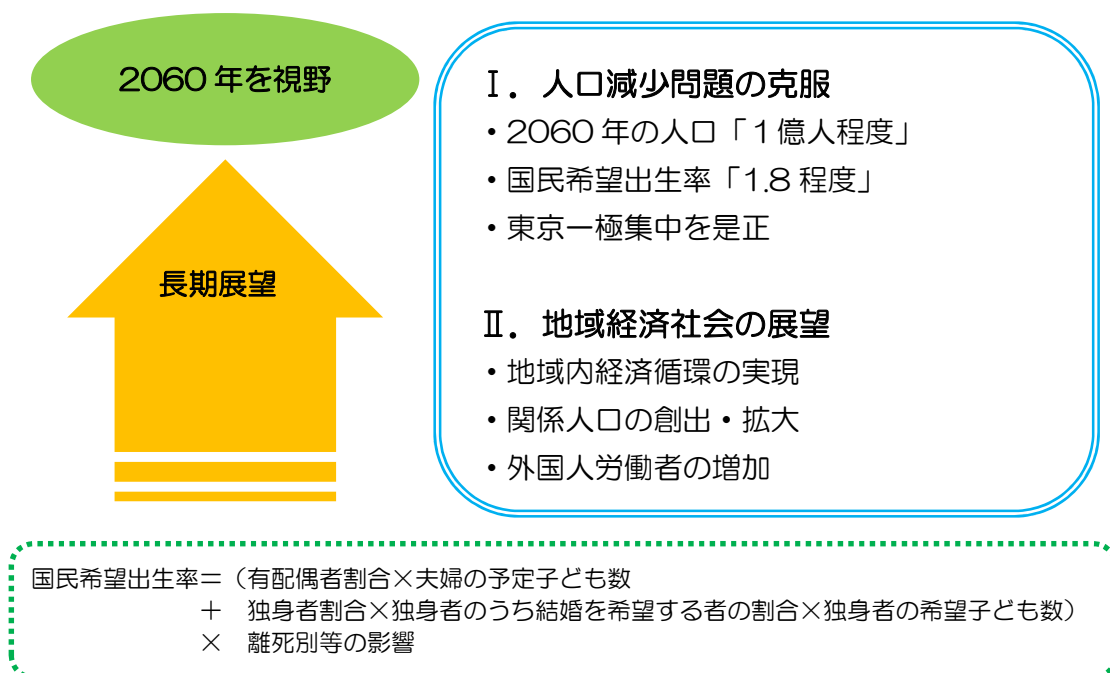 2060 年を視野
長期展望
Ⅰ．人口減少問題の克服
・2060 年の人口「１億人程度」
・国民希望出生率「1.8 程度」
・東京一極集中を是正
Ⅱ．地域経済社会の展望
・地域内経済循環の実現
・関係人口の創出・拡大
・外国人労働者の増加
国民希望出生率＝（有配偶者割合×夫婦の予定子ども数
＋ 独身者割合×独身者のうち結婚を希望する者の割合×独身者の希望子ども数）
× 離死別等の影響